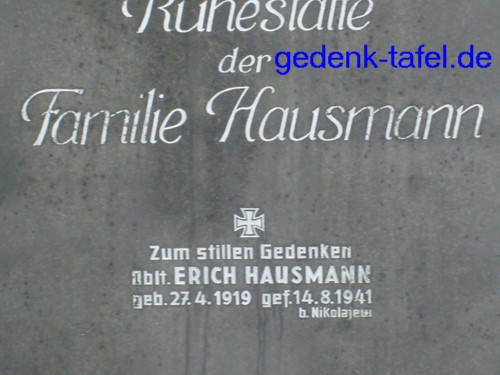 Ruhestätte
der gedenk-tafel.de
Familie Hausmann
Zum stillen Gedenken
Ablt. ERICH HAUSMANN
geb. 27.4.1919 gef. 14.8.1941
b. Nikolajew